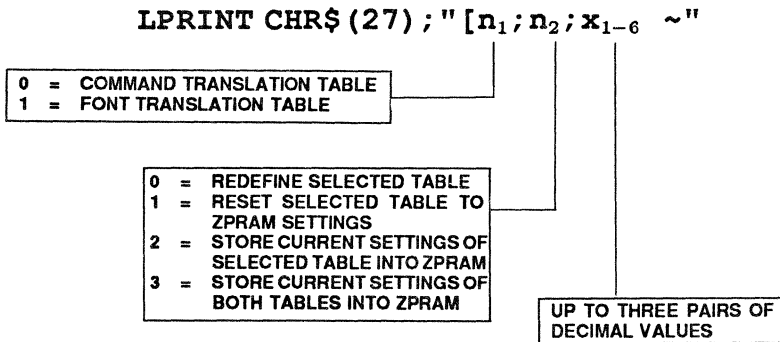 LPRINT CHR$(27);"[n₁;n₂;x₁₋₆ ~"
0 = COMMAND TRANSLATION TABLE
1 = FONT TRANSLATION TABLE
0 = REDEFINE SELECTED TABLE
1 = RESET SELECTED TABLE TO
ZPRAM SETTINGS
2 = STORE CURRENT SETTINGS OF
SELECTED TABLE INTO ZPRAM
3 = STORE CURRENT SETTINGS OF
BOTH TABLES INTO ZPRAM
UP TO THREE PAIRS OF
DECIMAL VALUES